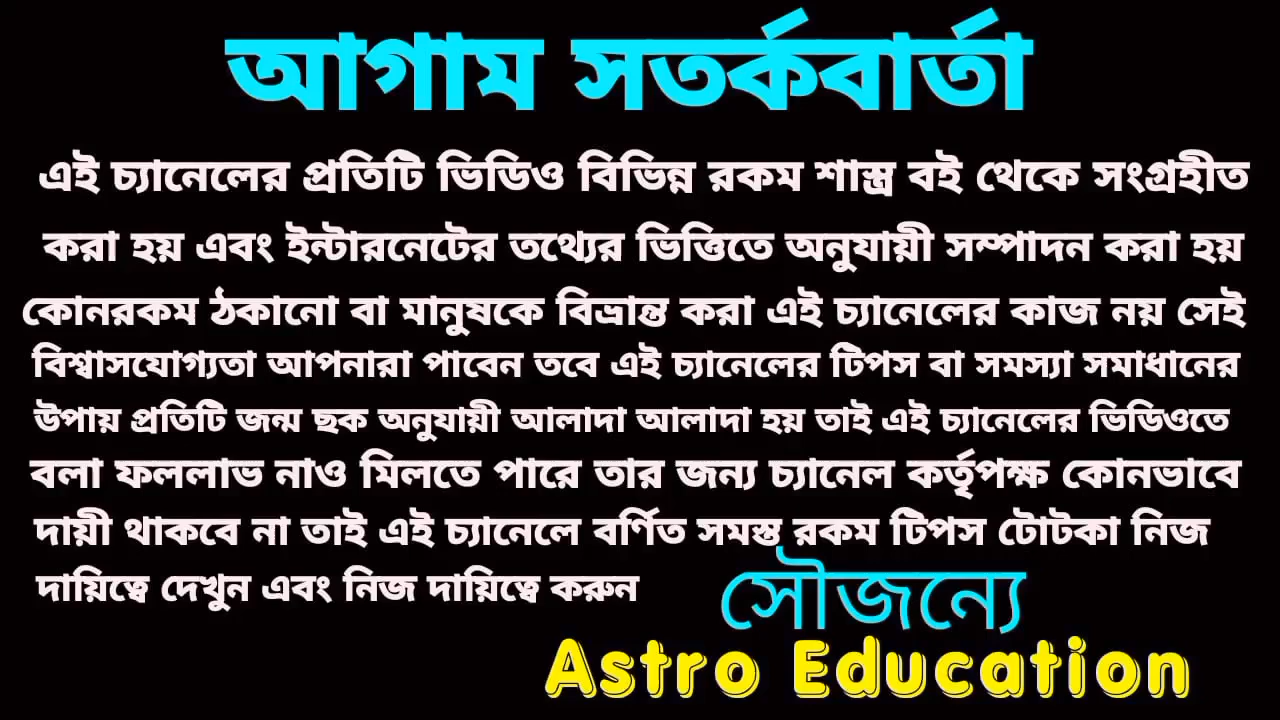 আগাম সতর্কবার্তা
এই চ্যানেলের প্রতিটি ভিডিও বিভিন্ন রকম শাস্ত্র বই থেকে সংগ্রহীত
করা হয় এবং ইন্টারনেটের তথ্যের ভিত্তিতে অনুযায়ী সম্পাদন করা হয়
কোনরকম ঠকানো বা মানুষকে বিভ্রান্ত করা এই চ্যানেলের কাজ নয় সেই
বিশ্বাসযোগ্যতা আপনারা পাবেন তবে এই চ্যানেলের টিপস বা সমস্যা সমাধানের
উপায় প্রতিটি জন্ম ছক অনুযায়ী আলাদা আলাদা হয় তাই এই চ্যানেলের ভিডিওতে
বলা ফললাভ নাও মিলতে পারে তার জন্য চ্যানেল কর্তৃপক্ষ কোনভাবে
দায়ী থাকবে না তাই এই চ্যানেলে বর্ণিত সমস্ত রকম টিপস টোটকা নিজ
দায়িত্বে দেখুন এবং নিজ দায়িত্বে করুন
সৌজন্যে
Astro Education